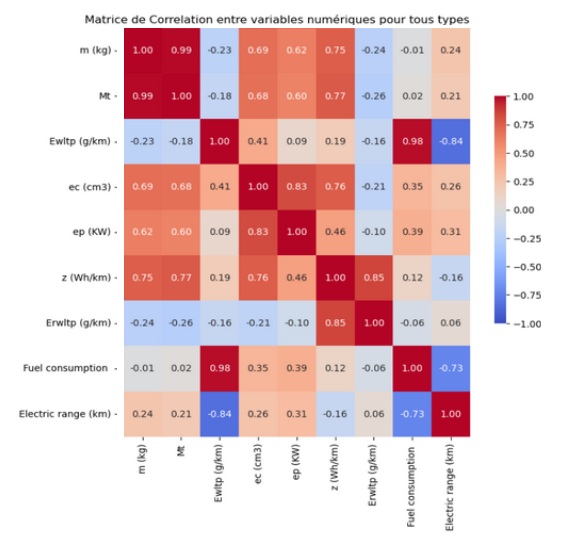 Matrice de Correlation entre variables numériques pour tous types
m (kg) 1.00 0.99 -0.23 0.69 0.62 0.75 -0.24 -0.01 0.24
Mt 0.99 1.00 -0.18 0.68 0.60 0.77 -0.26 0.02 0.21
Ewltp (g/km) -0.23 -0.18 1.00 0.41 0.09 0.19 -0.16 0.98 -0.84
ec (cm3) 0.69 0.68 0.41 1.00 0.83 0.76 -0.21 0.35 0.26
ep (KW) 0.62 0.60 0.09 0.83 1.00 0.46 -0.10 0.39 0.31
z (Wh/km) 0.75 0.77 0.19 0.76 0.46 1.00 0.85 0.12 -0.16
Erwltp (g/km) -0.24 -0.26 -0.16 -0.21 -0.10 0.85 1.00 -0.06 0.06
Fuel consumption -0.01 0.02 0.98 0.35 0.39 0.12 -0.06 1.00 -0.73
Electric range (km) 0.24 0.21 -0.84 0.26 0.31 -0.16 0.06 -0.73 1.00
m (kg)
Mt
Ewltp (g/km)
ec (cm3)
ep (KW)
z (Wh/km)
Erwltp (g/km)
Fuel consumption
Electric range (km)
1.00
0.75
0.50
0.25
0.00
−0.25
−0.50
−0.75
−1.00